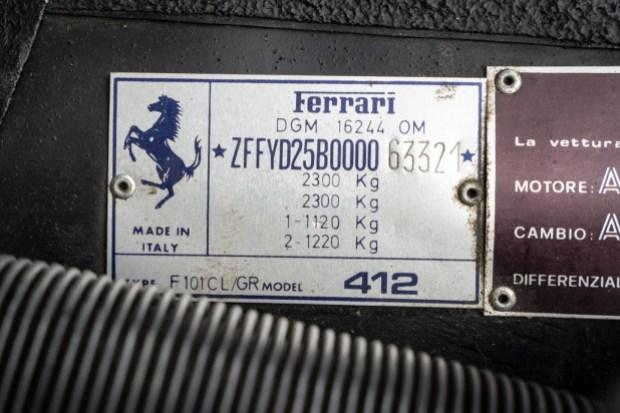 Ferrari
DGM 16244 OM
*ZFFYD25B0000 63321*
2300 Kg
2300 Kg
1-1120 Kg
2-1220 Kg
MADE IN
ITALY
TYPE F101CL/GR MODEL 412
La vettura
MOTORE: A
CAMBIO: A
DIFFERENZIAL